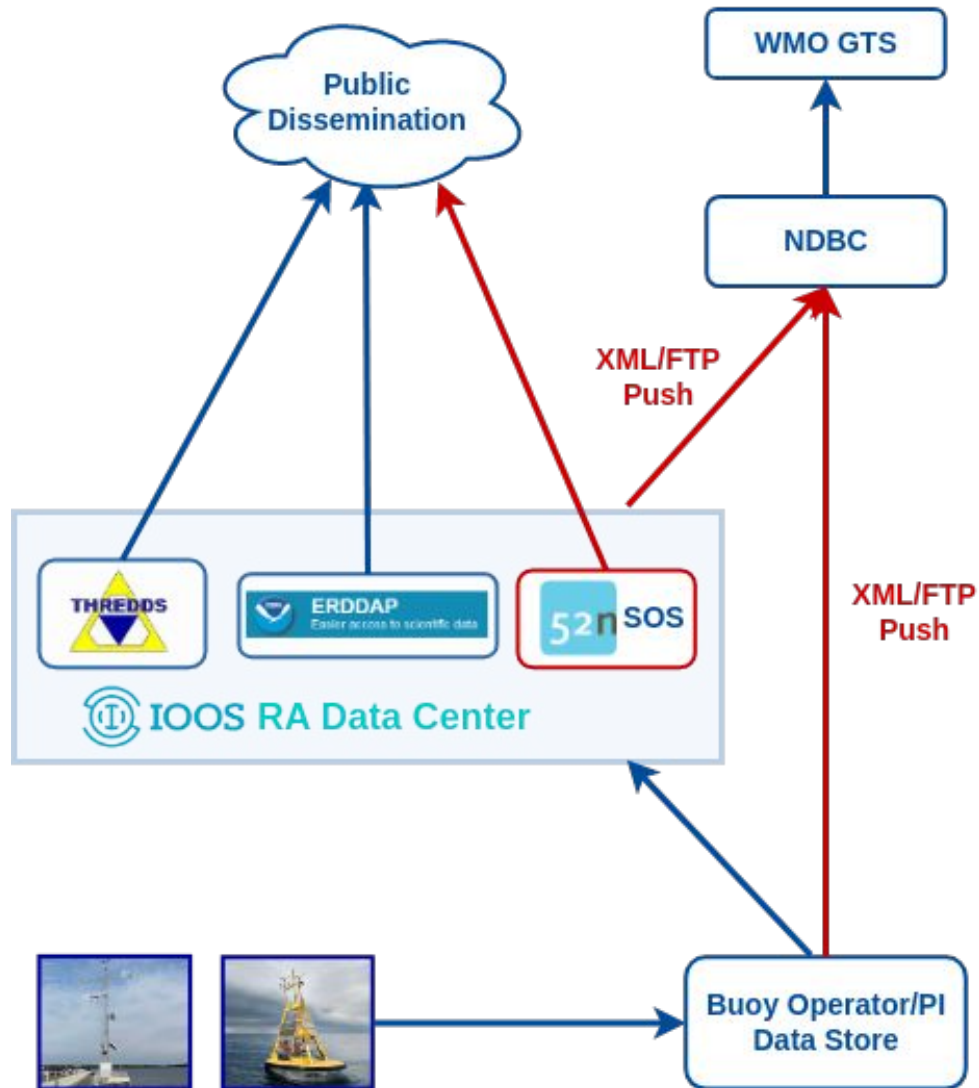 WMO GTS
Public
Dissemination
NDBC
XML/FTP
Push
THREDDS
ERDDAP
Easier access to scientific data
52n SOS
XML/FTP
Push
IOOS RA Data Center
Buoy Operator/PI
Data Store